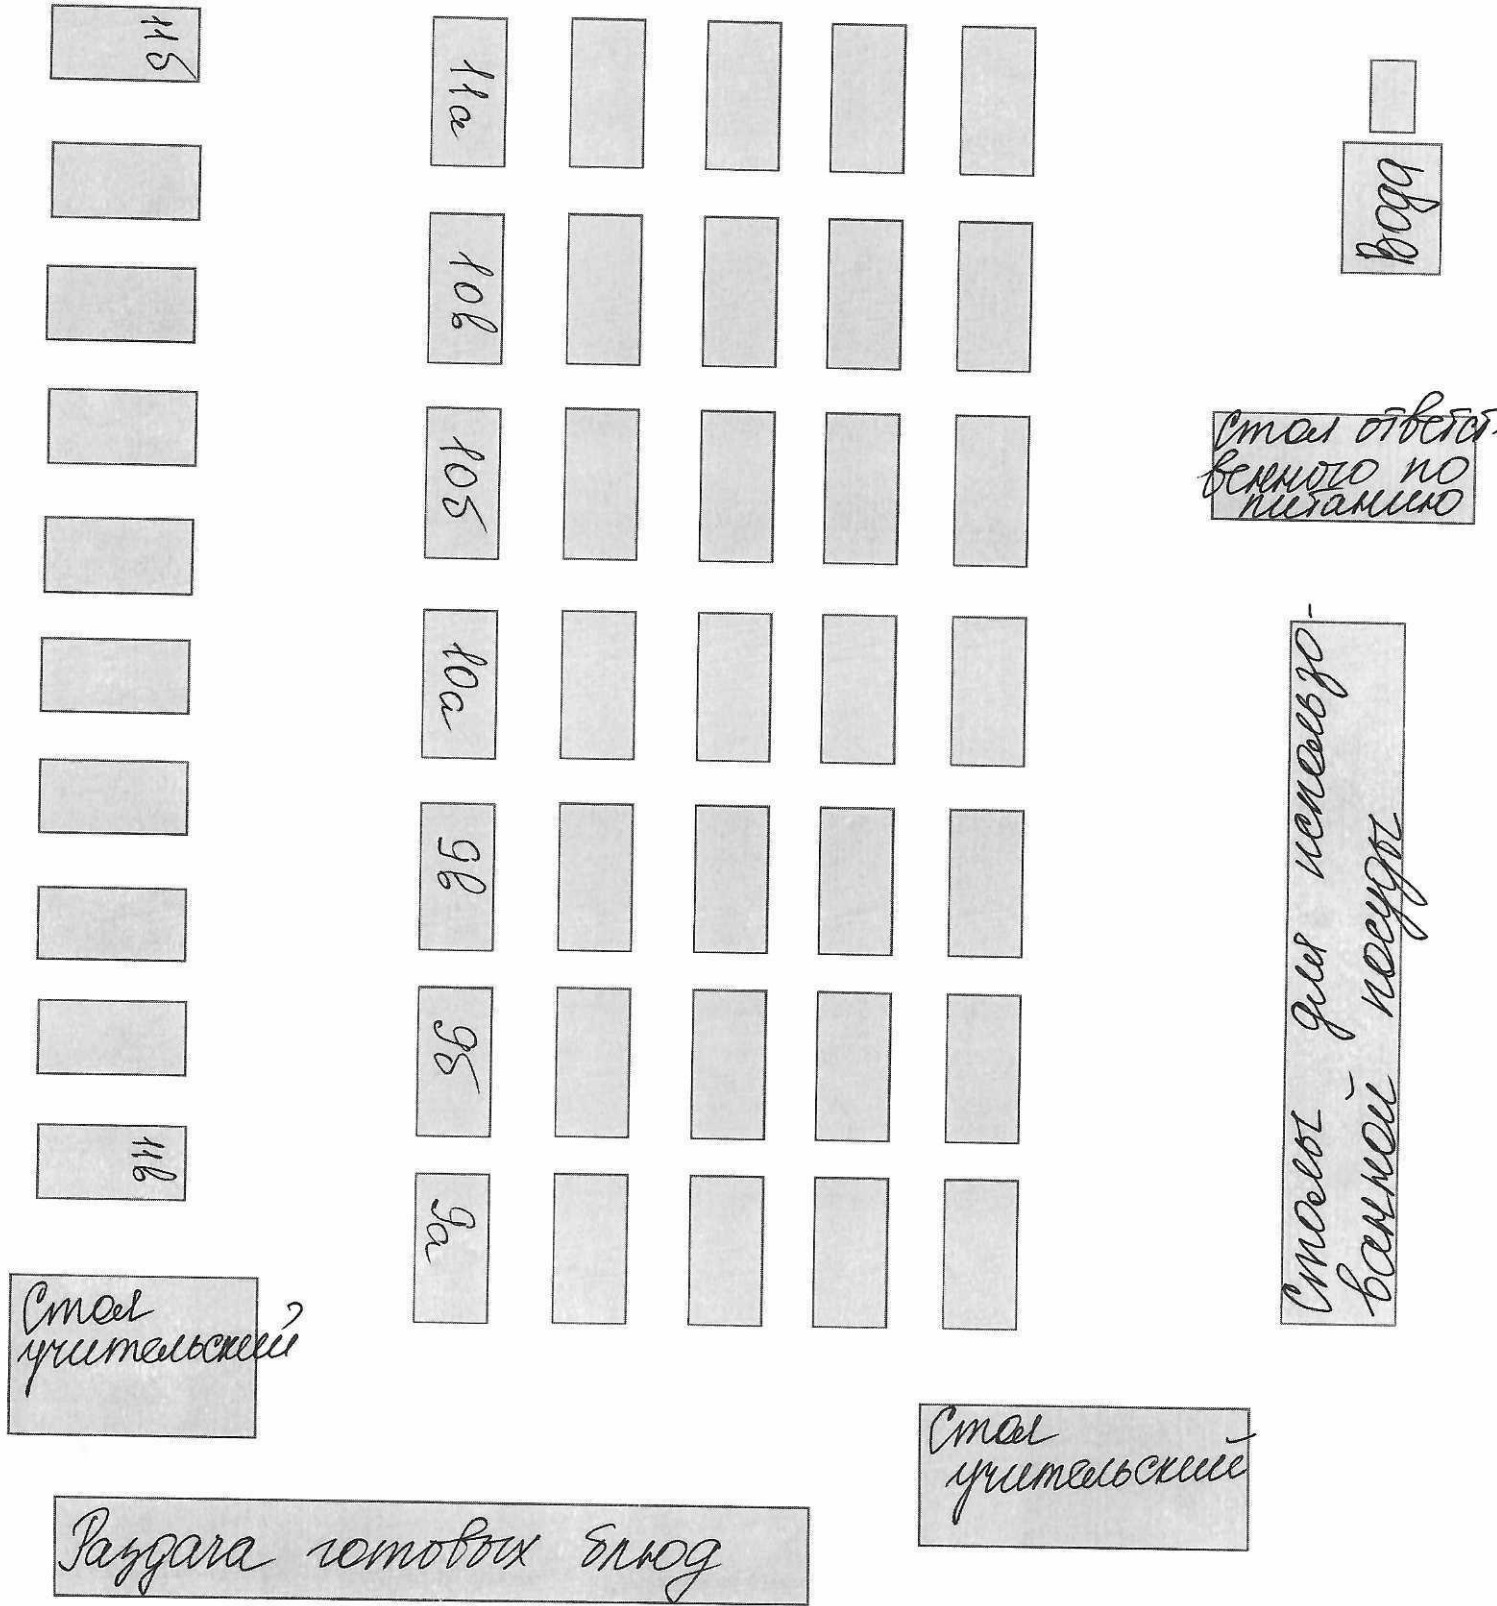 11б
11а
10в
10б
10а
9в
9б
9а
11в
Вода
Стол ответст-
венного по
питанию
Столы для использо-
ванной посуды
Стол
учительский
Стол
учительский
Раздача готовых блюд